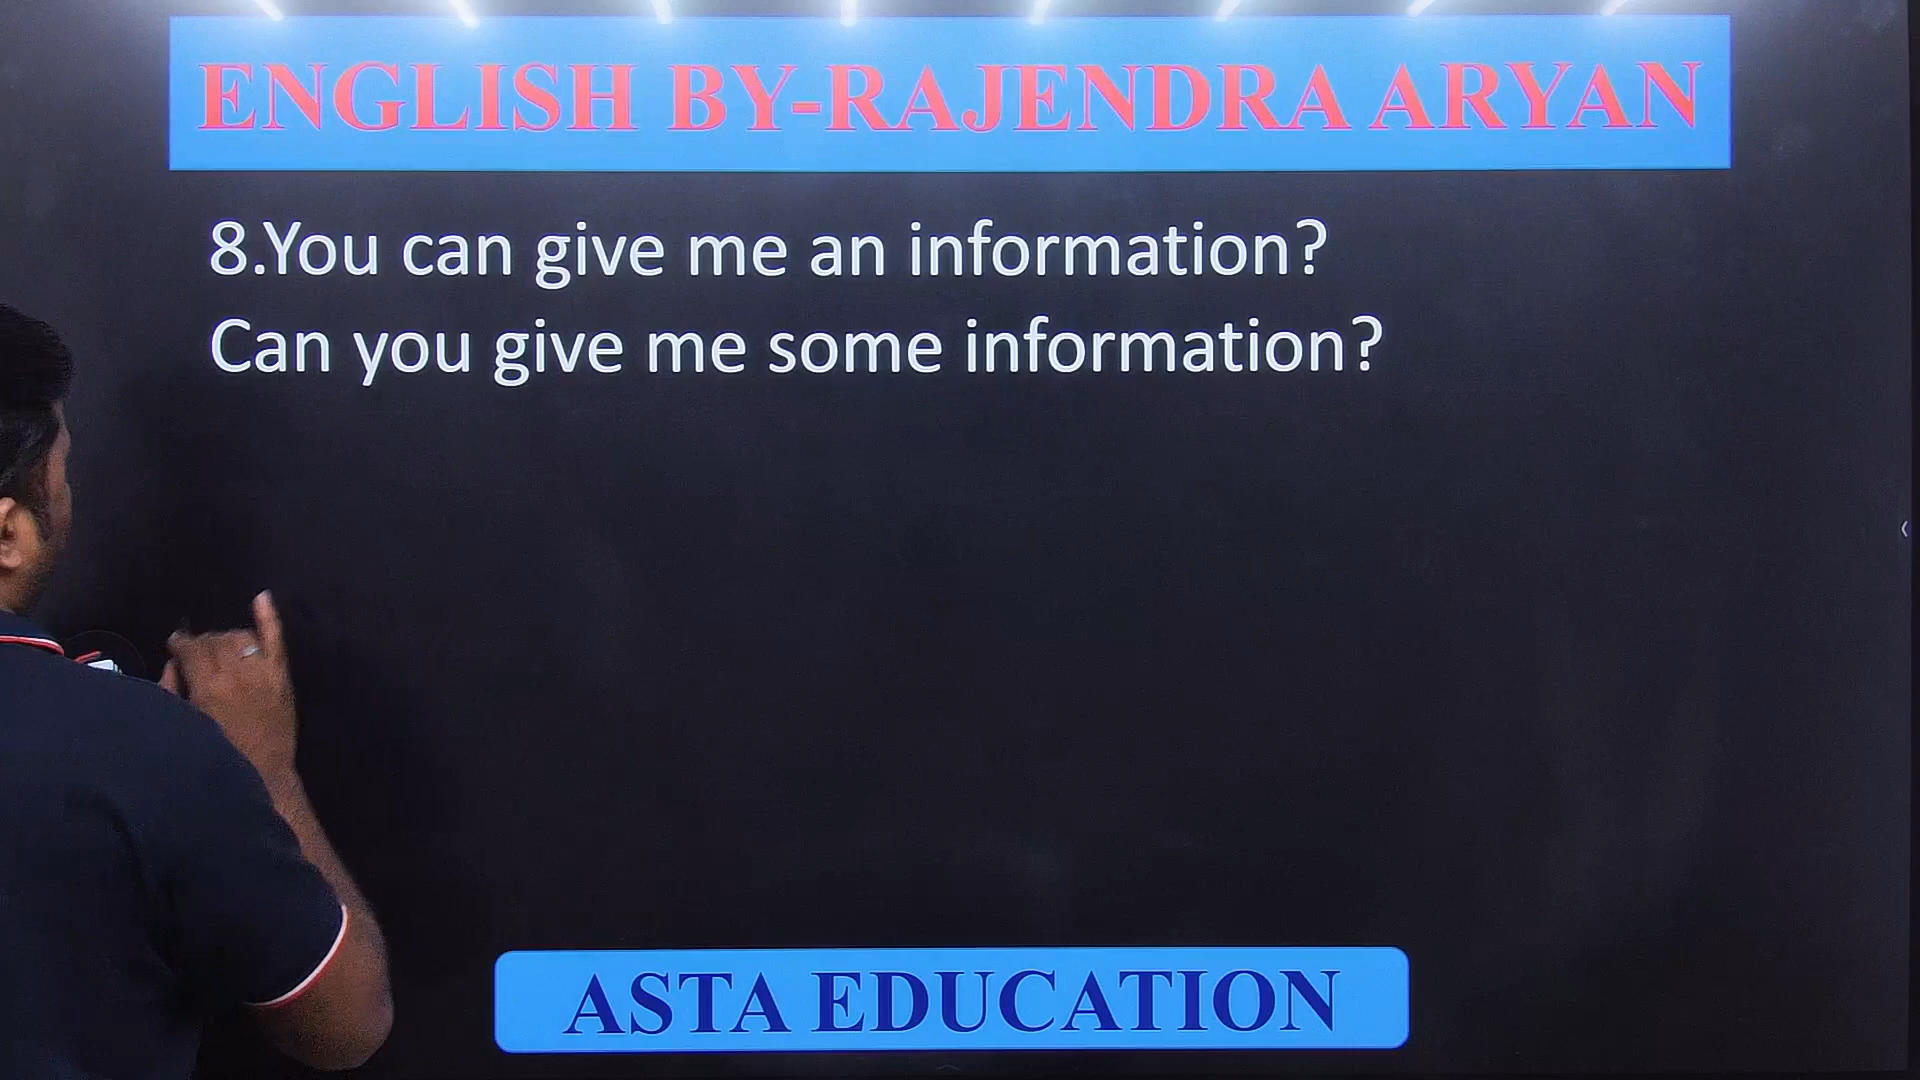 ENGLISH BY-RAJENDRA ARYAN
8.You can give me an information?
Can you give me some information?
ASTA EDUCATION